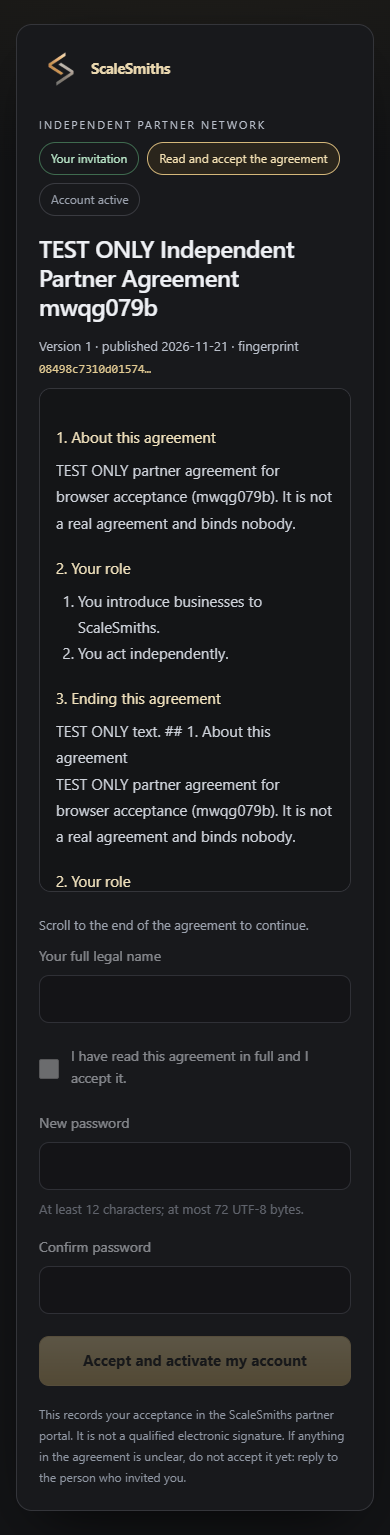 ScaleSmiths
INDEPENDENT PARTNER NETWORK
Your invitation
Read and accept the agreement
Account active
TEST ONLY Independent
Partner Agreement
mwqg079b
Version 1 · published 2026-11-21 · fingerprint
08498c7310d01574…
1. About this agreement
TEST ONLY partner agreement for
browser acceptance (mwqg079b). It is not
a real agreement and binds nobody.
2. Your role
1. You introduce businesses to
ScaleSmiths.
2. You act independently.
3. Ending this agreement
TEST ONLY text. ## 1. About this
agreement
TEST ONLY partner agreement for
browser acceptance (mwqg079b). It is not
a real agreement and binds nobody.
2. Your role
Scroll to the end of the agreement to continue.
Your full legal name
I have read this agreement in full and I
accept it.
New password
At least 12 characters; at most 72 UTF-8 bytes.
Confirm password
Accept and activate my account
This records your acceptance in the ScaleSmiths partner
portal. It is not a qualified electronic signature. If anything
in the agreement is unclear, do not accept it yet: reply to
the person who invited you.